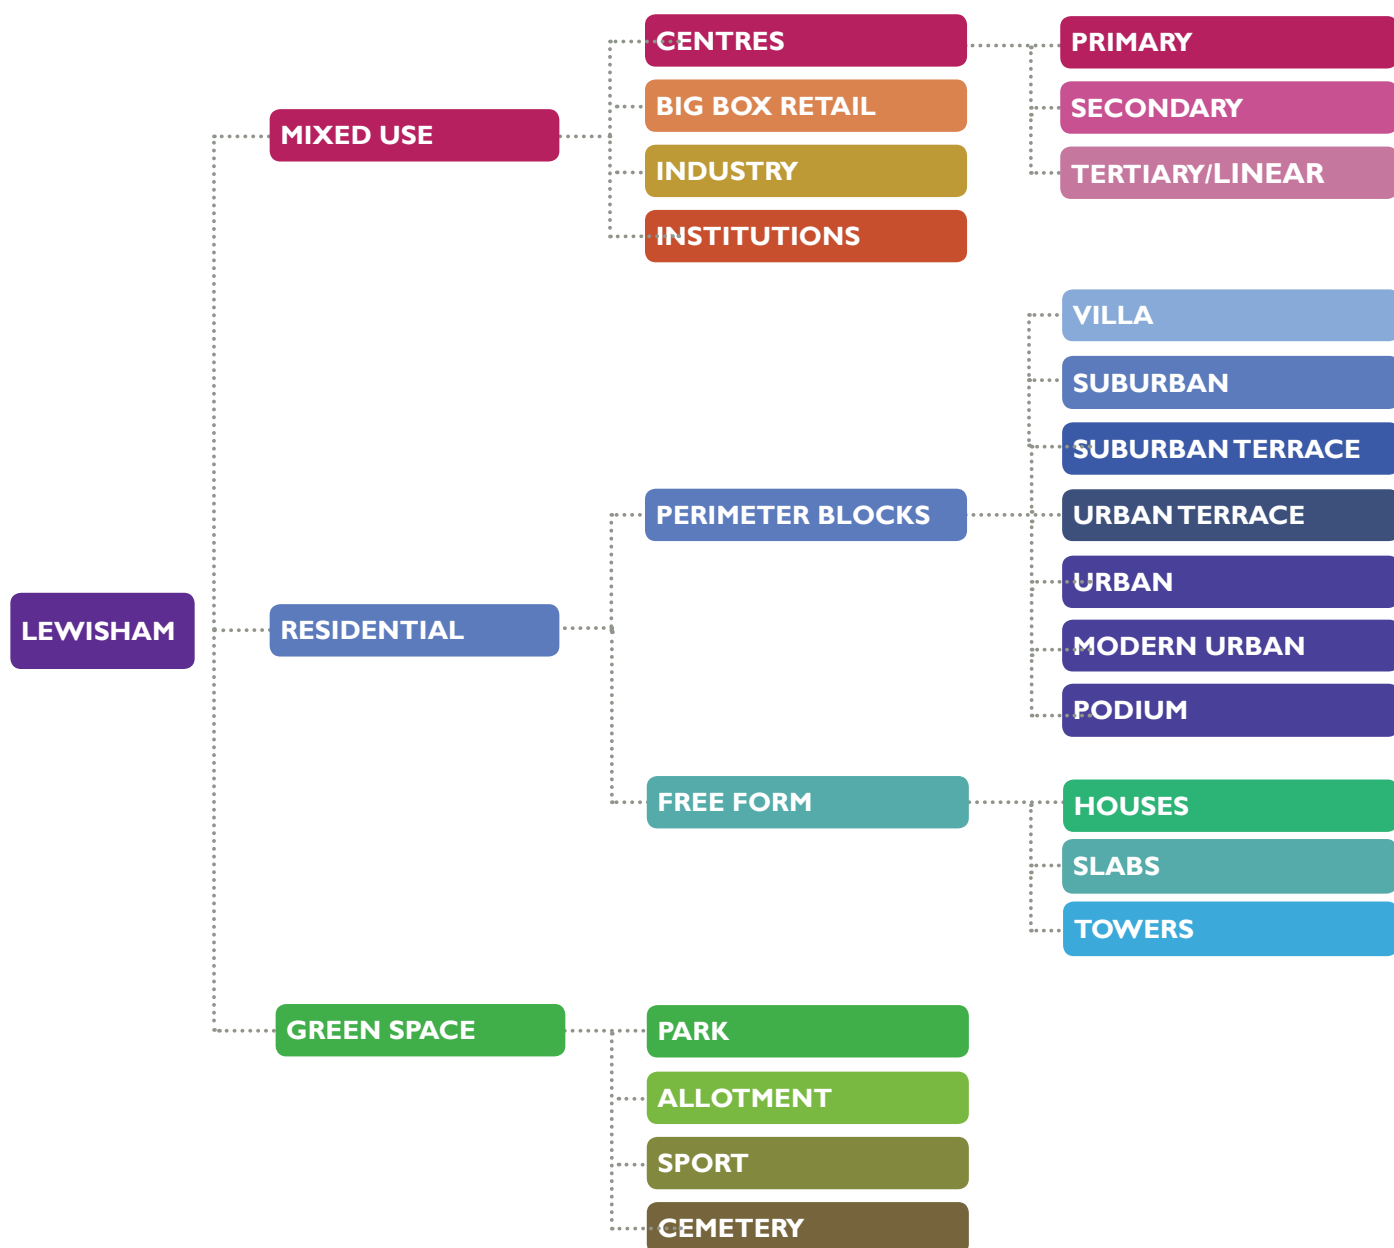 LEWISHAM
MIXED USE
CENTRES
PRIMARY
SECONDARY
TERTIARY/LINEAR
BIG BOX RETAIL
INDUSTRY
INSTITUTIONS
RESIDENTIAL
PERIMETER BLOCKS
VILLA
SUBURBAN
SUBURBAN TERRACE
URBAN TERRACE
URBAN
MODERN URBAN
PODIUM
FREE FORM
HOUSES
SLABS
TOWERS
GREEN SPACE
PARK
ALLOTMENT
SPORT
CEMETERY